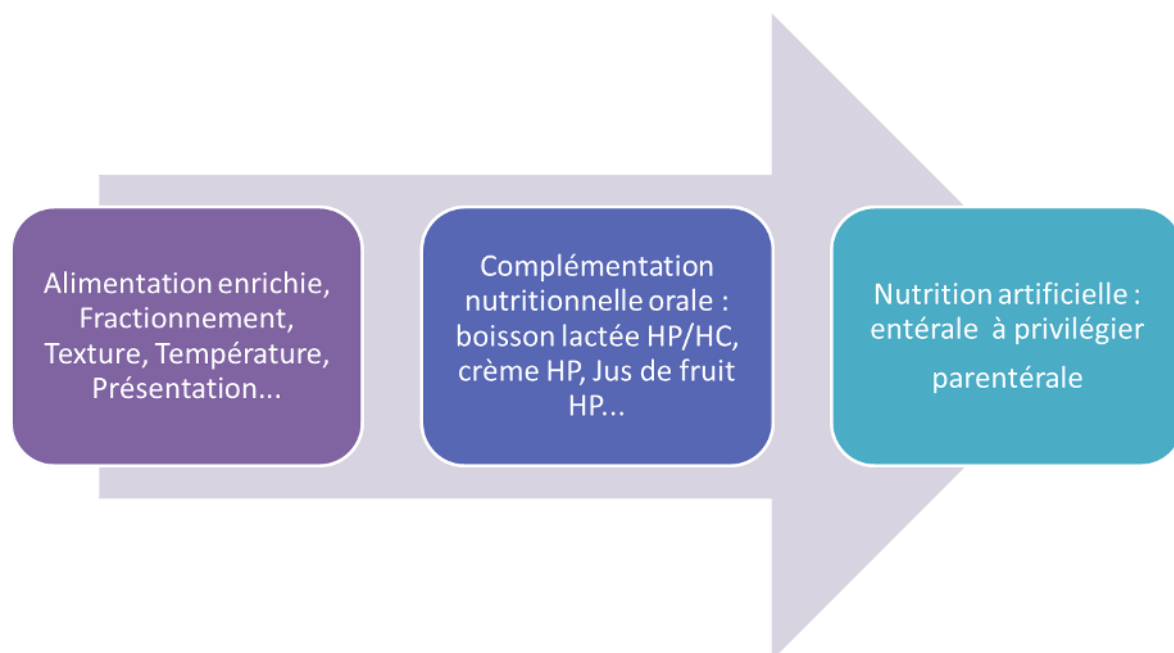 Alimentation enrichie,
Fractionnement,
Texture, Température,
Présentation...
Complémentation
nutritionnelle orale :
boisson lactée HP/HC,
crème HP, Jus de fruit
HP...
Nutrition artificielle :
entérale à privilégier
parentérale